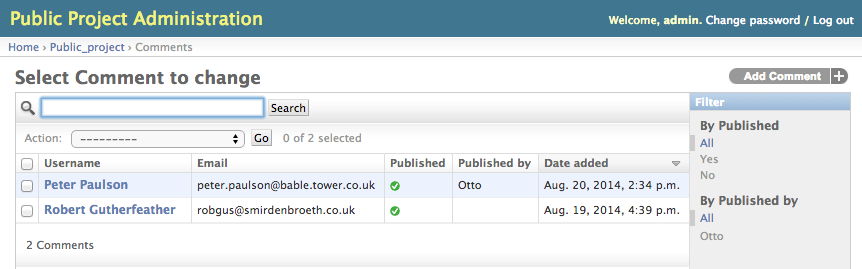 Public Project Administration
Welcome, admin. Change password / Log out
Home › Public_project › Comments
Select Comment to change
Add Comment +
Search
Action: --------- Go 0 of 2 selected
Username Email Published Published by Date added
Peter Paulson peter.paulson@bable.tower.co.uk Otto Aug. 20, 2014, 2:34 p.m.
Robert Gutherfeather robgus@smirdenbroeth.co.uk Aug. 19, 2014, 4:39 p.m.
2 Comments
Filter
By Published
All
Yes
No
By Published by
All
Otto